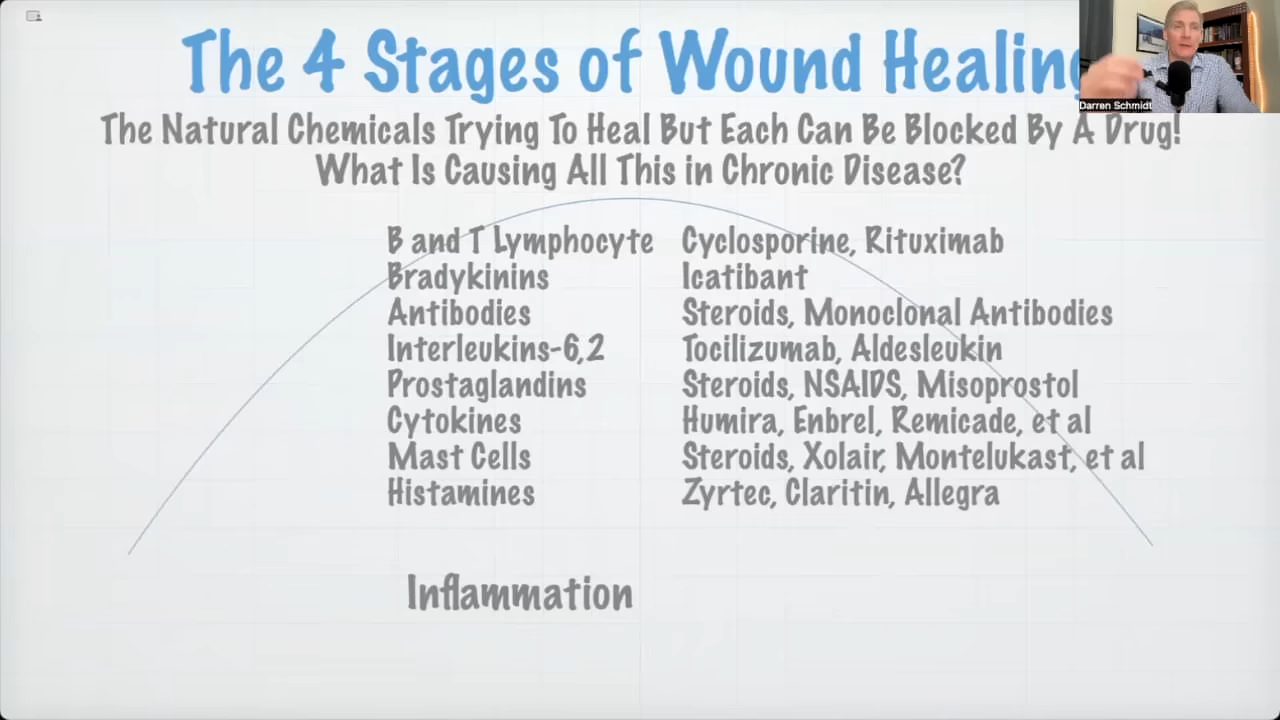 The 4 Stages of Wound Healing
Darren Schmidt
The Natural Chemicals Trying To Heal But Each Can Be Blocked By A Drug!
What Is Causing All This in Chronic Disease?
B and T Lymphocyte Cyclosporine, Rituximab
Bradykinins Icatibant
Antibodies Steroids, Monoclonal Antibodies
Interleukins-6,2 Tocilizumab, Aldesleukin
Prostaglandins Steroids, NSAIDS, Misoprostol
Cytokines Humira, Enbrel, Remicade, et al
Mast Cells Steroids, Xolair, Montelukast, et al
Histamines Zyrtec, Claritin, Allegra
Inflammation